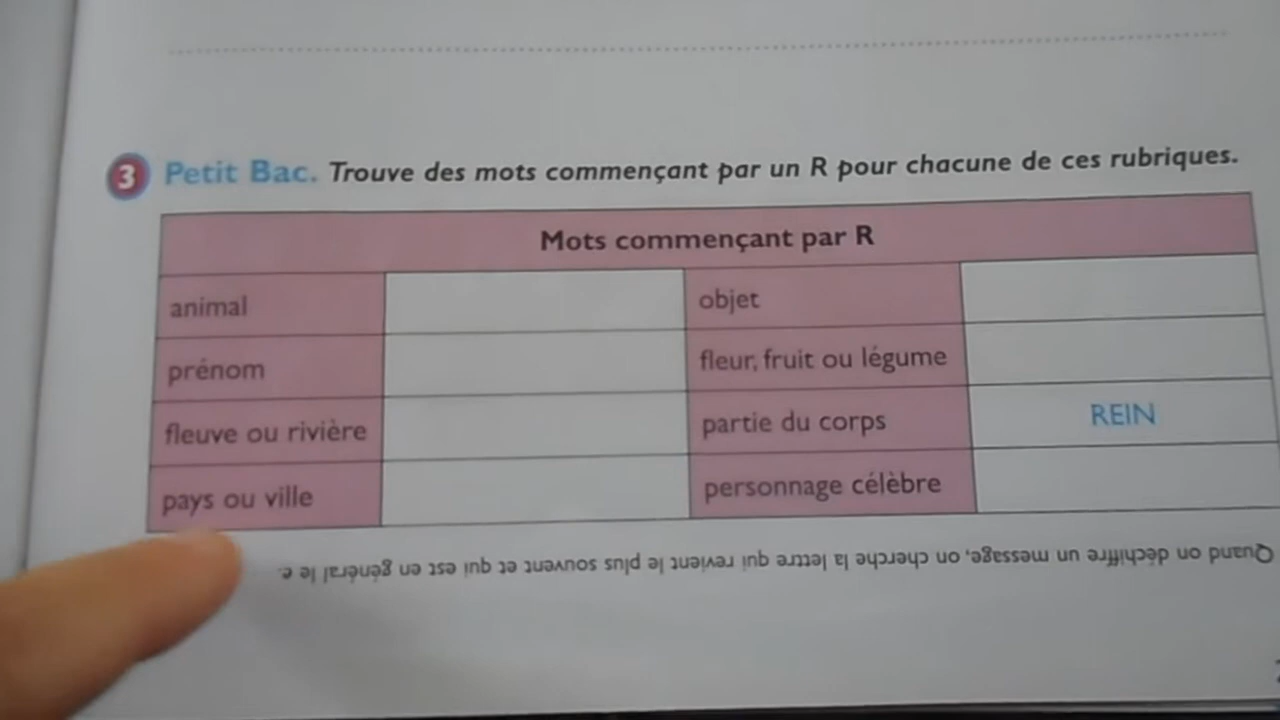 3 Petit Bac. Trouve des mots commençant par un R pour chacune de ces rubriques.
Mots commençant par R
animal objet
prénom fleur, fruit ou légume
fleuve ou rivière partie du corps REIN
pays ou ville personnage célèbre
Quand on déchiffre un message, on cherche la lettre qui revient le plus souvent et qui est en général le e.